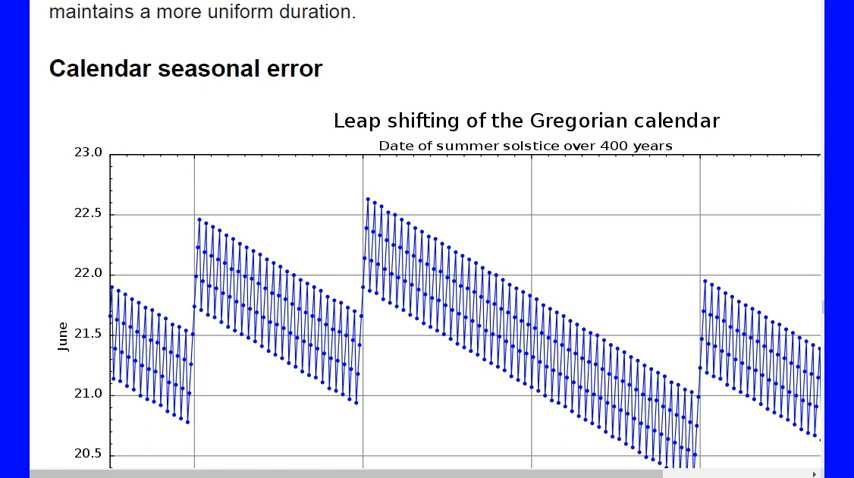 maintains a more uniform duration.
Calendar seasonal error
Leap shifting of the Gregorian calendar
Date of summer solstice over 400 years
23.0
22.5
22.0
21.5
21.0
20.5
June